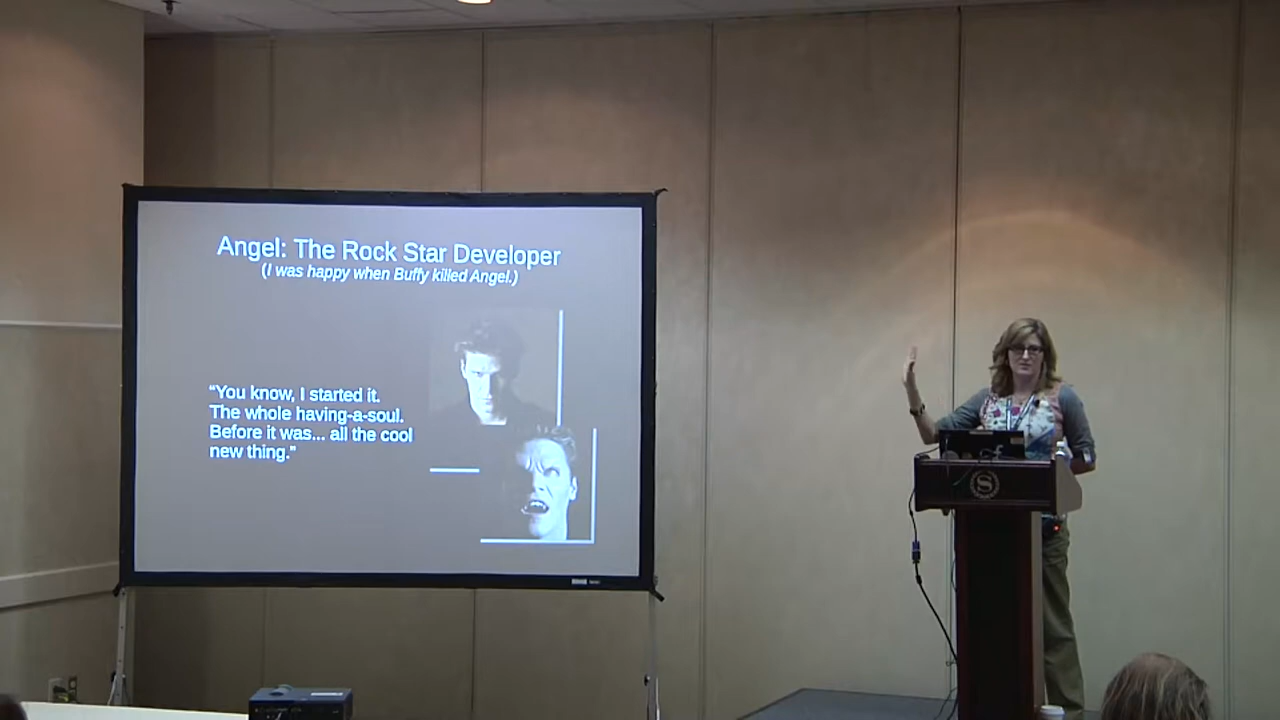 Angel: The Rock Star Developer
(I was happy when Buffy killed Angel.)
“You know, I started it.
The whole having-a-soul.
Before it was... all the cool
new thing.”
S